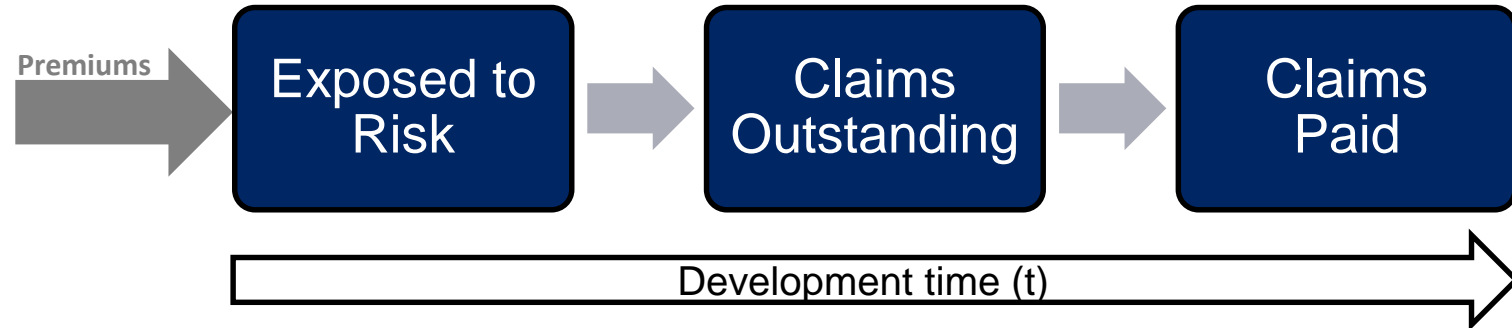 Premiums
Exposed to
Risk
Claims
Outstanding
Claims
Paid
Development time (t)